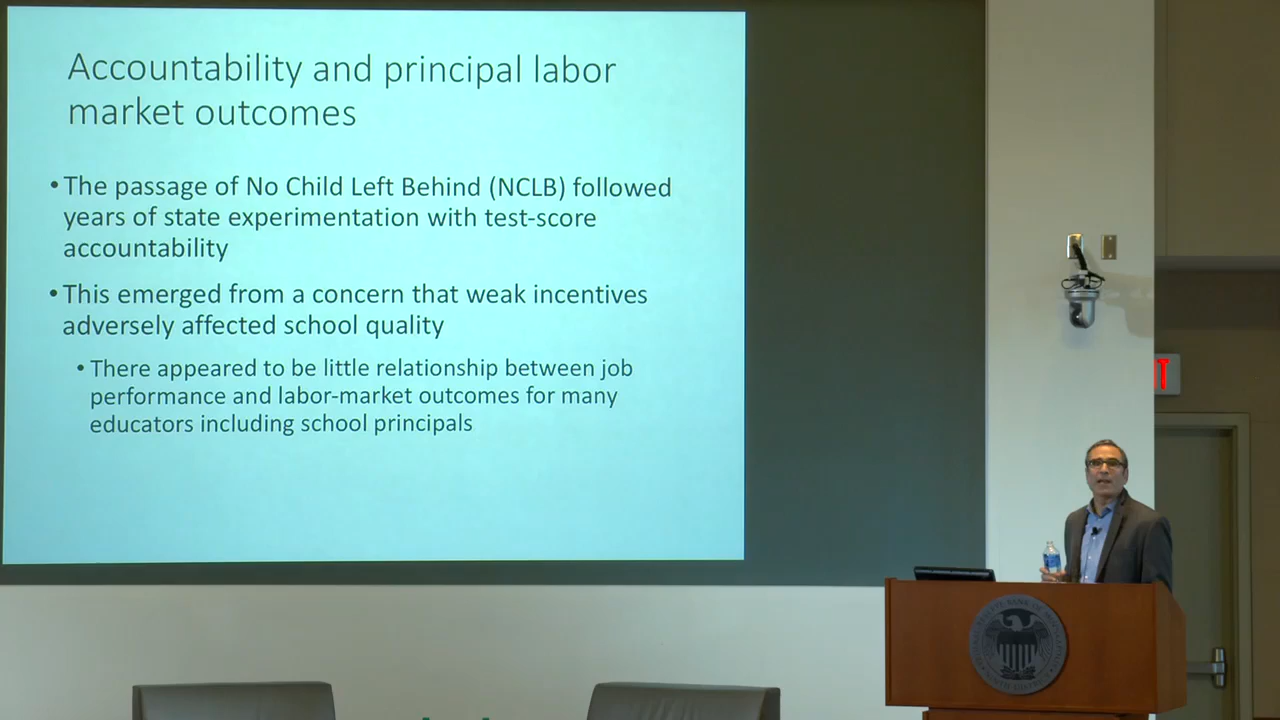 Accountability and principal labor
market outcomes
• The passage of No Child Left Behind (NCLB) followed
years of state experimentation with test-score
accountability
• This emerged from a concern that weak incentives
adversely affected school quality
• There appeared to be little relationship between job
performance and labor-market outcomes for many
educators including school principals
IT